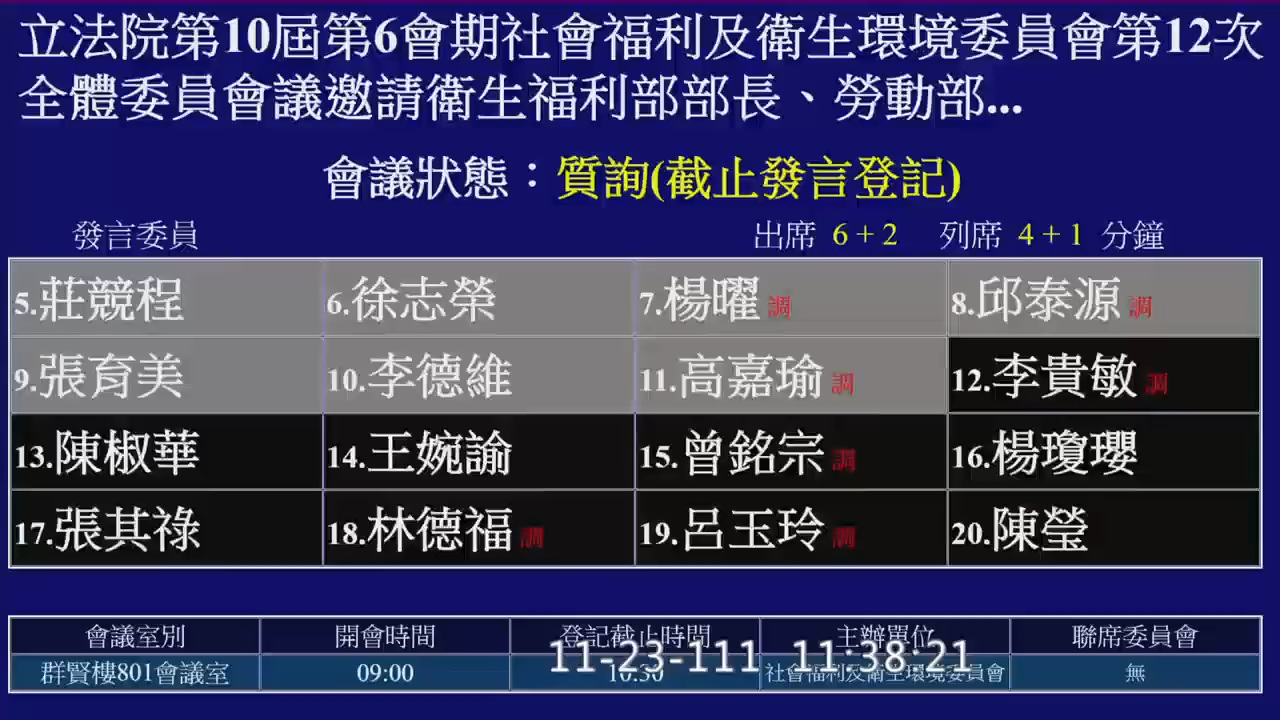 立法院第10屆第6會期社會福利及衛生環境委員會第12次
全體委員會議邀請衛生福利部部長、勞動部...
會議狀態：質詢(截止發言登記)
發言委員 出席 6 + 2 列席 4 + 1 分鐘
5.莊競程 6.徐志榮 7.楊曜 調 8.邱泰源 調
9.張育美 10.李德維 11.高嘉瑜 調 12.李貴敏 調
13.陳椒華 14.王婉諭 15.曾銘宗 調 16.楊瓊瓔
17.張其祿 18.林德福 調 19.呂玉玲 調 20.陳瑩
會議室別 開會時間 登記截止時間 主辦單位 聯席委員會
11-23-111 11:38:21
群賢樓801會議室 09:00 10:30 社會福利及衛生環境委員會 無